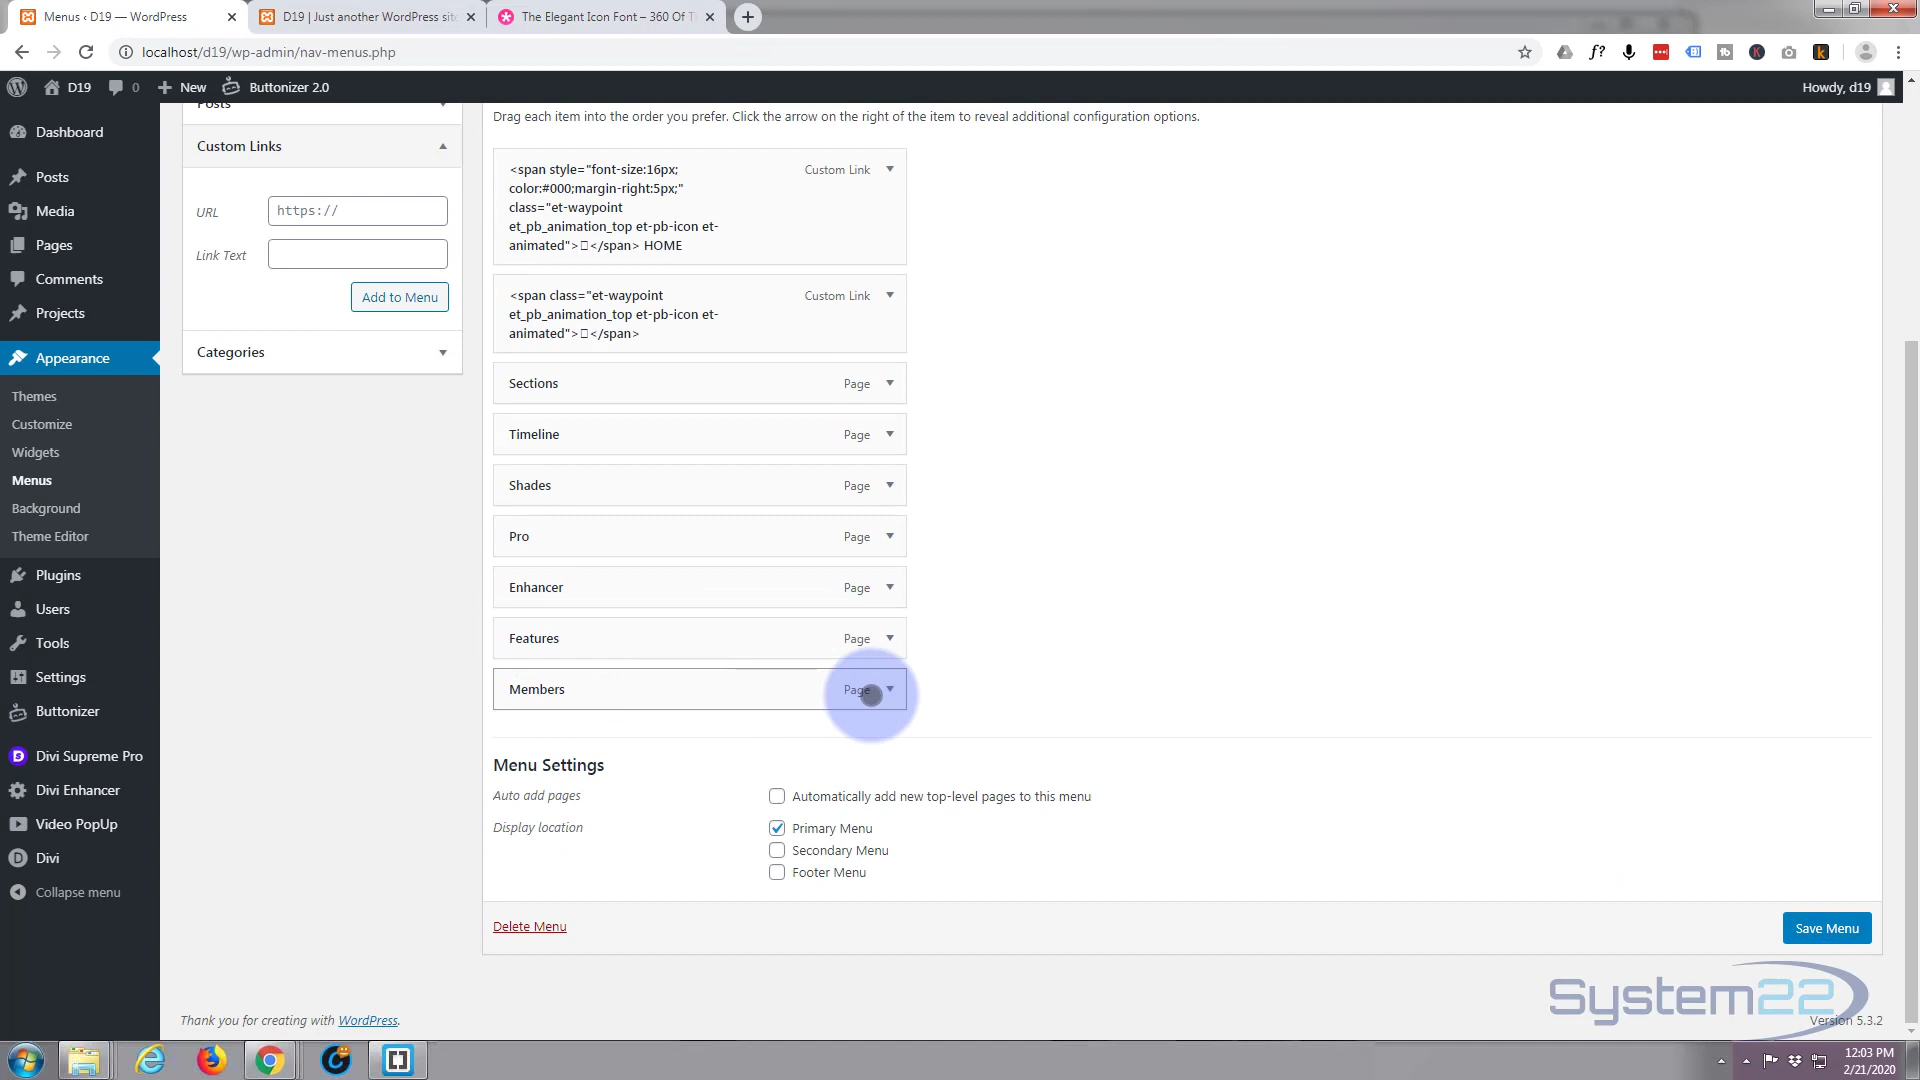 Menus ‹ D19 — WordPress
D19 | Just another WordPress site
The Elegant Icon Font – 360 Of T
localhost/d19/wp-admin/nav-menus.php
D19
0
New
Buttonizer 2.0
Howdy, d19
Dashboard
Posts
Media
Pages
Comments
Projects
Appearance
Themes
Customize
Widgets
Menus
Background
Theme Editor
Plugins
Users
Tools
Settings
Buttonizer
Divi Supreme Pro
Divi Enhancer
Video PopUp
Divi
Collapse menu
Posts
Custom Links
URL
https://
Link Text
Add to Menu
Categories
Drag each item into the order you prefer. Click the arrow on the right of the item to reveal additional configuration options.
<span style="font-size:16px;
color:#000;margin-right:5px;"
class="et-waypoint
et_pb_animation_top et-pb-icon et-
animated"></span> HOME
Custom Link
<span class="et-waypoint
et_pb_animation_top et-pb-icon et-
animated"></span>
Custom Link
Sections Page
Timeline Page
Shades Page
Pro Page
Enhancer Page
Features Page
Members Page
Menu Settings
Auto add pages
Automatically add new top-level pages to this menu
Display location
Primary Menu
Secondary Menu
Footer Menu
Delete Menu
Save Menu
System22
Thank you for creating with WordPress.
Version 5.3.2
12:03 PM
2/21/2020